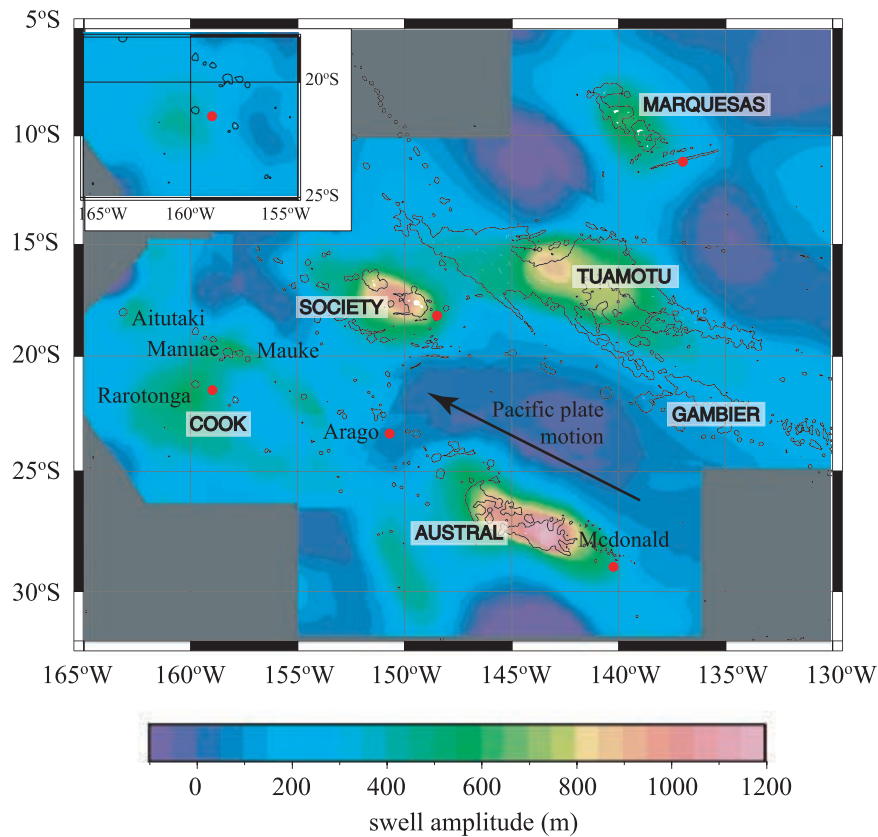 5°S
20°S
MARQUESAS
10°S
25°S
165°W 160°W 155°W
15°S
TUAMOTU
SOCIETY
Aitutaki
Manuae Mauke
20°S
Rarotonga
Pacific plate
motion
GAMBIER
COOK
Arago
25°S
AUSTRAL
Mcdonald
30°S
165°W 160°W 155°W 150°W 145°W 140°W 135°W 130°W
0 200 400 600 800 1000 1200
swell amplitude (m)